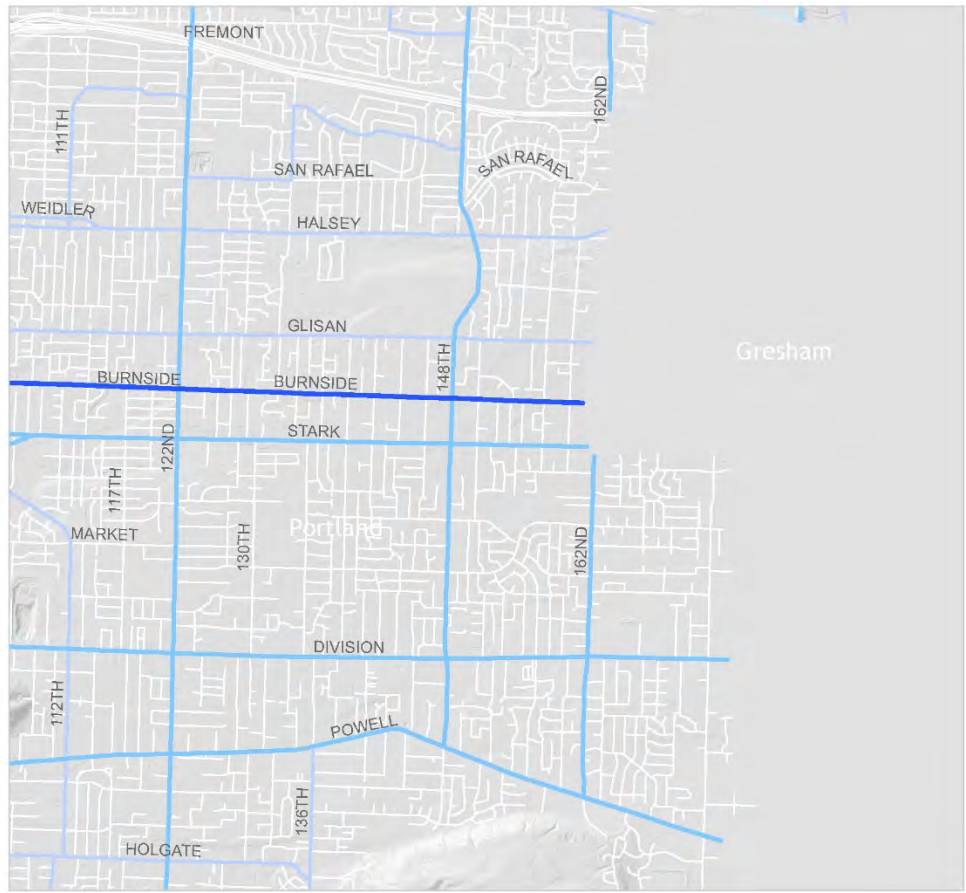 FREMONT
162ND
111TH
SAN RAFAEL
SAN RAFAEL
WEIDLER
HALSEY
GLISAN
148TH
Gresham
BURNSIDE
BURNSIDE
STARK
122ND
117TH
130TH
Portland
MARKET
162ND
DIVISION
112TH
POWELL
136TH
HOLGATE